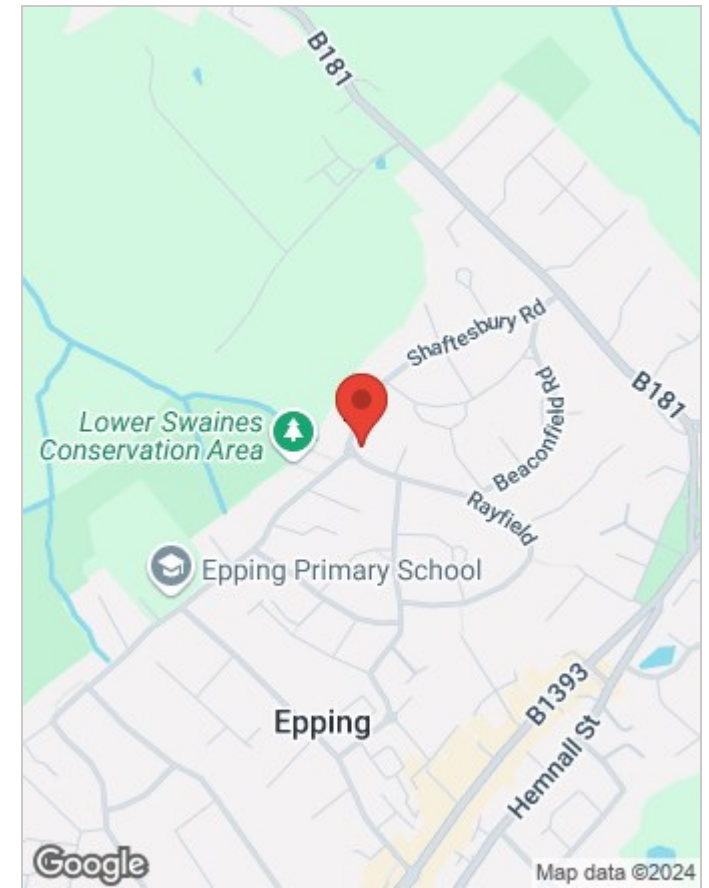 B181
Shaftesbury Rd
B181
Beaconfield Rd
Lower Swaines
Conservation Area
Rayfield
Epping Primary School
B1393
Epping
Hemnall St
Google
Map data ©2024